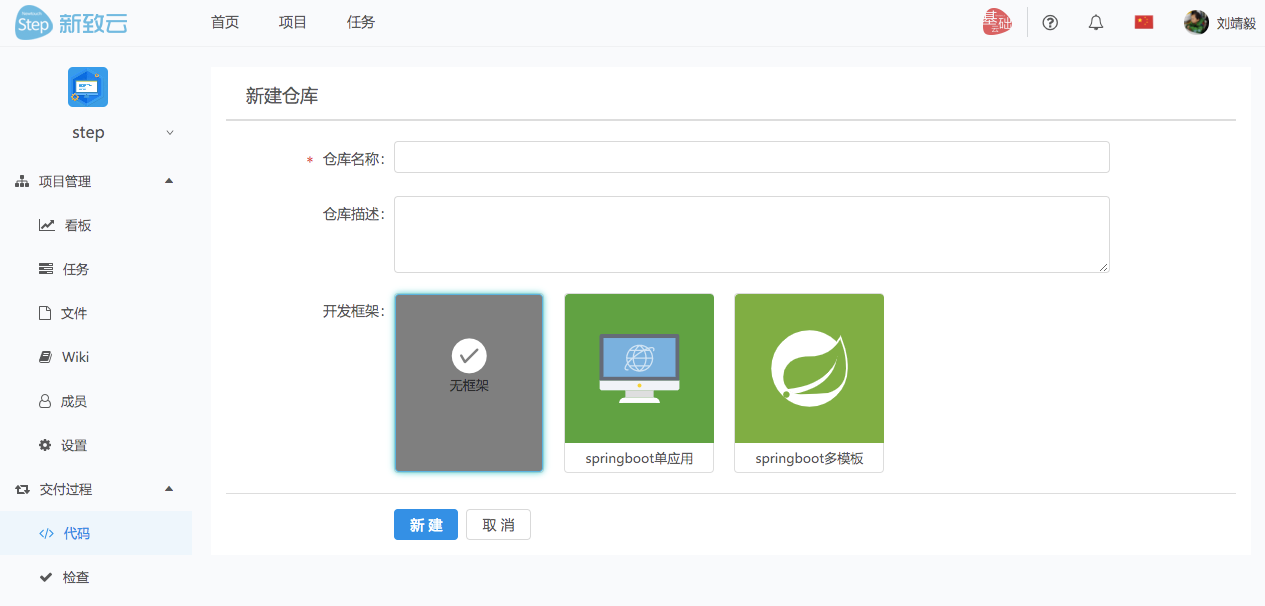 Step 新致云
首页 项目 任务
基础云
刘靖毅
step
项目管理
看板
任务
文件
Wiki
成员
设置
交付过程
代码
检查
新建仓库
* 仓库名称:
仓库描述:
开发框架:
无框架
springboot单应用
springboot多模板
新 建
取 消